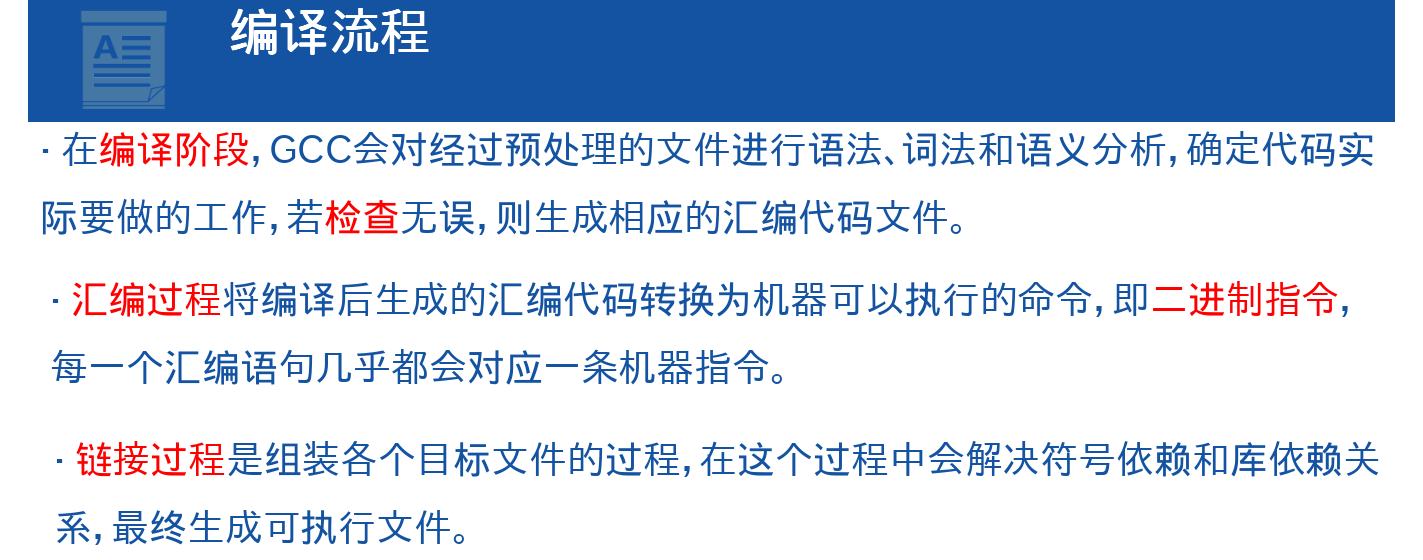 编译流程
A
· 在编译阶段，GCC会对经过预处理的文件进行语法、词法和语义分析，确定代码实
际要做的工作，若检查无误，则生成相应的汇编代码文件。
· 汇编过程将编译后生成的汇编代码转换为机器可以执行的命令，即二进制指令，
每一个汇编语句几乎都会对应一条机器指令。
· 链接过程是组装各个目标文件的过程，在这个过程中会解决符号依赖和库依赖关
系，最终生成可执行文件。